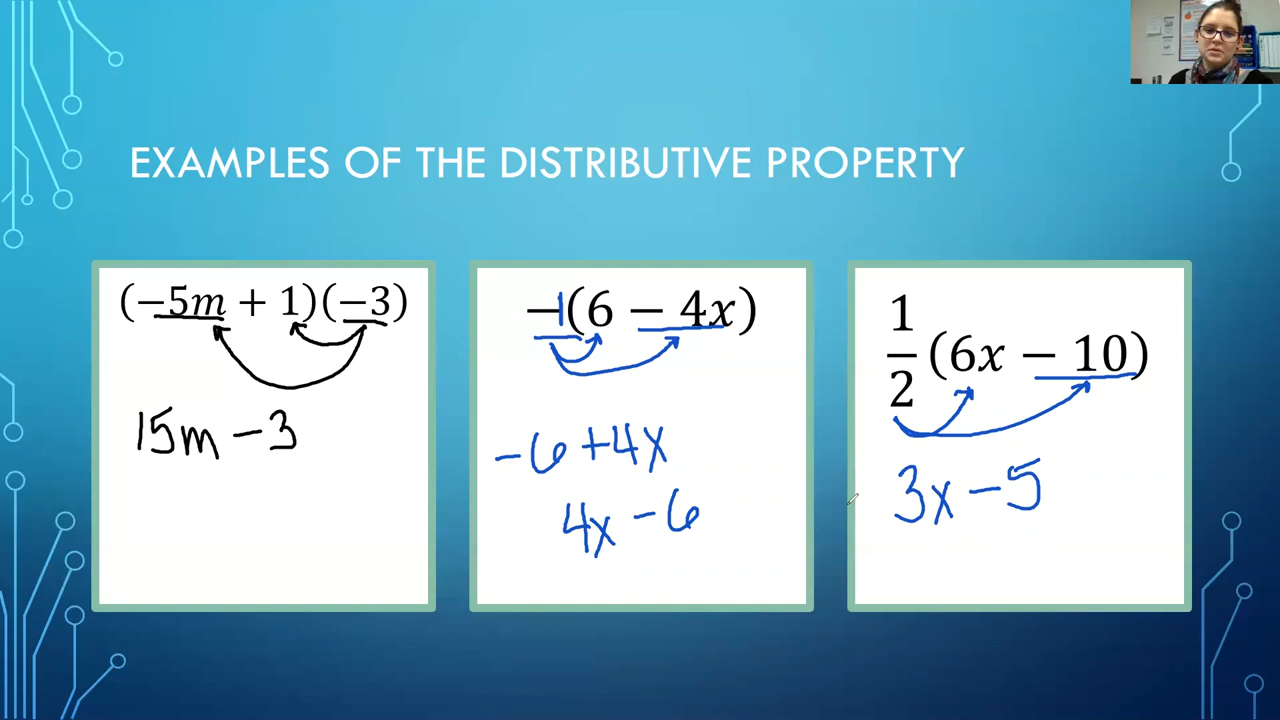 EXAMPLES OF THE DISTRIBUTIVE PROPERTY
(−5m + 1)(−3)
15m − 3
−1(6 − 4x)
−6 + 4x
4x − 6
1/2(6x − 10)
3x − 5